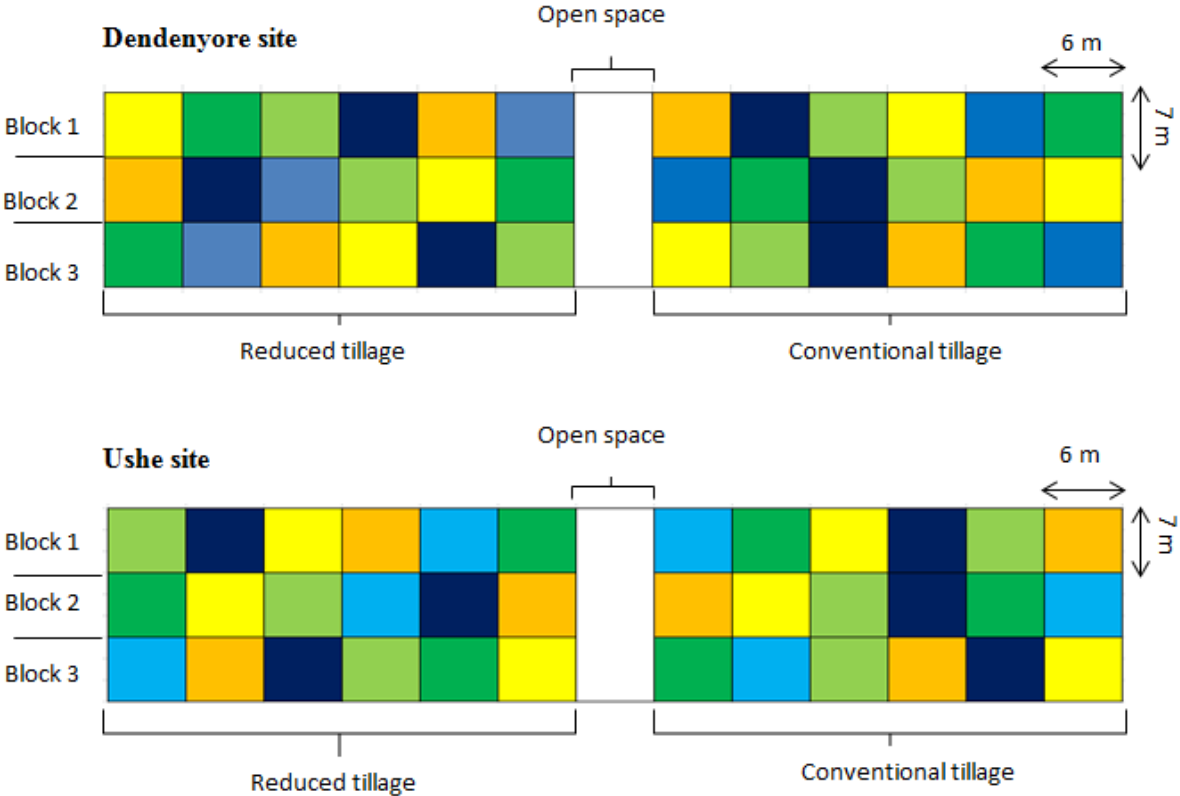 Open space
Dendenyore site
6 m
Block 1
7 m
Block 2
Block 3
Reduced tillage
Conventional tillage
Open space
Ushe site
6 m
Block 1
7 m
Block 2
Block 3
Reduced tillage
Conventional tillage